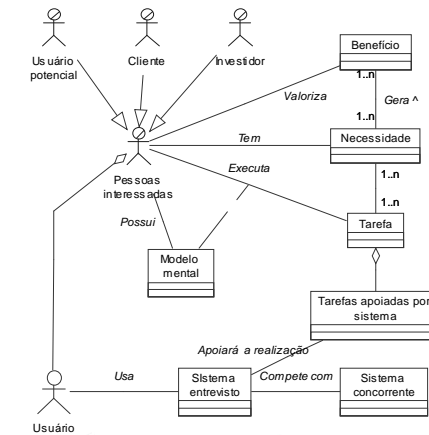 Usuário
potencial
Cliente
Investidor
Benefício
1..n
Valoriza
Gera ^
1..n
Tem
Necessidade
Executa
1..n
Pessoas
interessadas
1..n
Possui
Tarefa
Modelo
mental
Tarefas apoiadas por
sistema
Apoiará a realização
Usa
SIstema
entrevisto
Compete com
Sistema
concorrente
Usuário